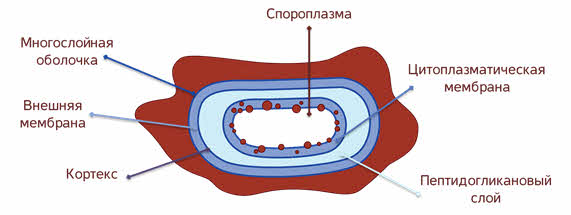 Спороплазма
Многослойная
оболочка
Цитоплазматическая
мембрана
Внешняя
мембрана
Кортекс
Пептидогликановый
слой